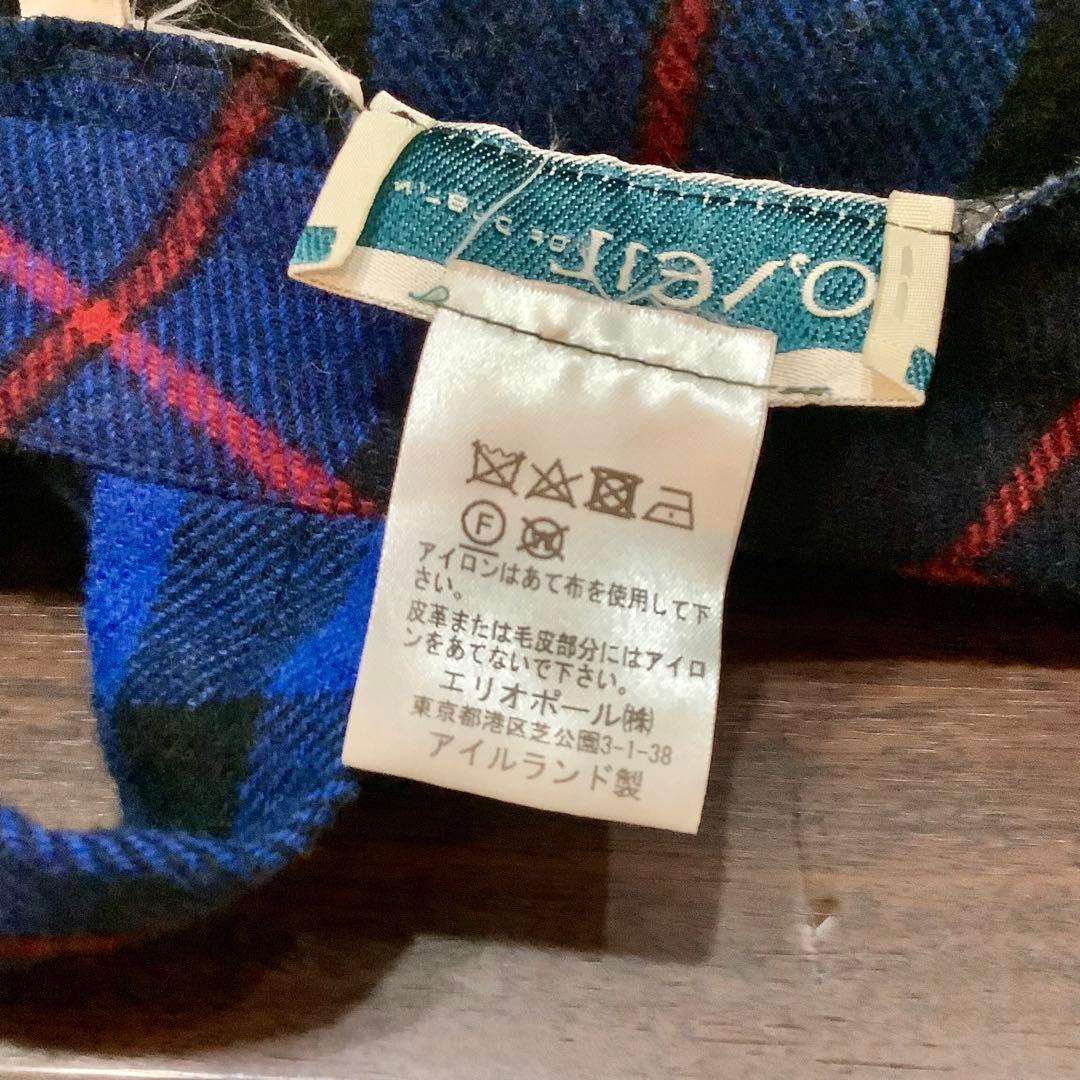 O'NEIL
OF DUBLIN
F
W
アイロンはあて布を使用して下
さい。
皮革または毛皮部分にはアイロ
ンをあてないで下さい。
エリオポール㈱
東京都港区芝公園3-1-38
アイルランド製